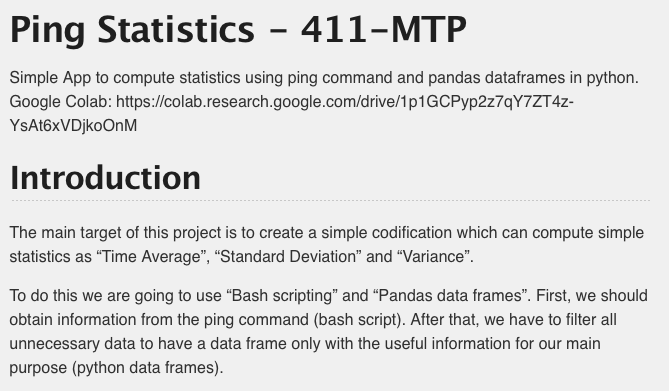 Ping Statistics - 411-MTP
Simple App to compute statistics using ping command and pandas dataframes in python.
Google Colab: https://colab.research.google.com/drive/1p1GCPyp2z7qY7ZT4z-
YsAt6xVDjkoOnM
Introduction
The main target of this project is to create a simple codification which can compute simple
statistics as “Time Average”, “Standard Deviation” and “Variance”.
To do this we are going to use “Bash scripting” and “Pandas data frames”. First, we should
obtain information from the ping command (bash script). After that, we have to filter all
unnecessary data to have a data frame only with the useful information for our main
purpose (python data frames).